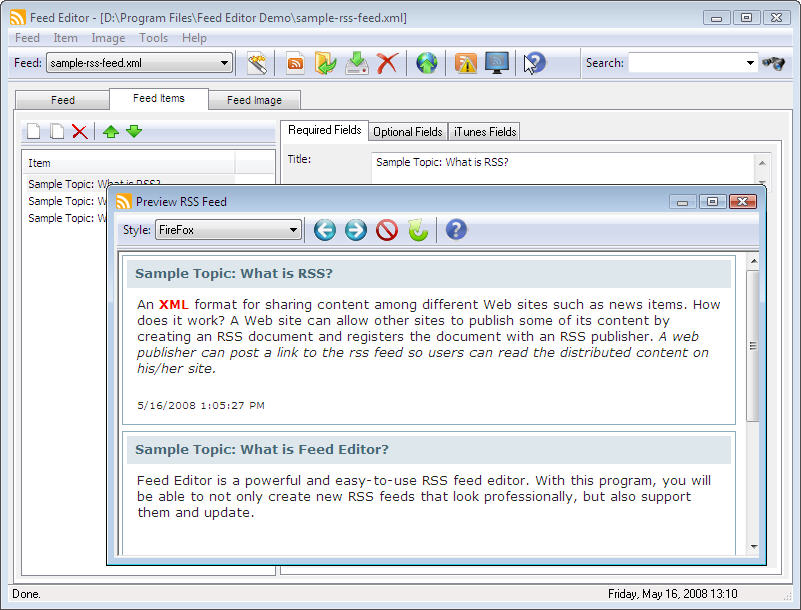 Feed Editor - [D:\Program Files\Feed Editor Demo\sample-rss-feed.xml]
Feed Item Image Tools Help
Feed: sample-rss-feed.xml Search:
Feed Feed Items Feed Image
Required Fields Optional Fields iTunes Fields
Item
Title: Sample Topic: What is RSS?
Sample Topic: What is RSS?
Sample Topic: W
Sample Topic: W
Preview RSS Feed
Style: FireFox
Sample Topic: What is RSS?
An XML format for sharing content among different Web sites such as news items. How
does it work? A Web site can allow other sites to publish some of its content by
creating an RSS document and registers the document with an RSS publisher. A web
publisher can post a link to the rss feed so users can read the distributed content on
his/her site.
5/16/2008 1:05:27 PM
Sample Topic: What is Feed Editor?
Feed Editor is a powerful and easy-to-use RSS feed editor. With this program, you will
be able to not only create new RSS feeds that look professionally, but also support
them and update.
Done. Friday, May 16, 2008 13:10